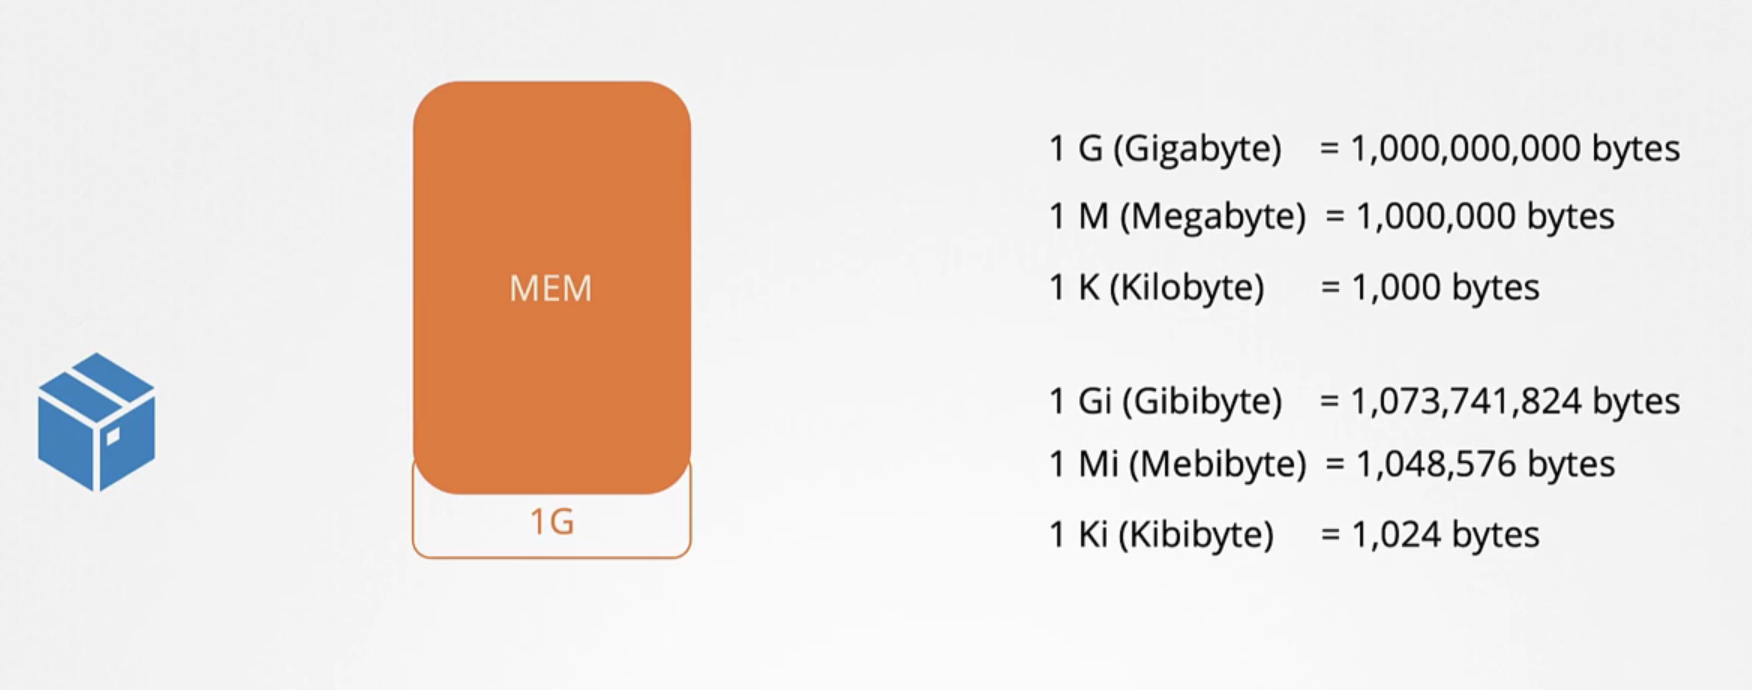 MEM
1G
1 G (Gigabyte) = 1,000,000,000 bytes
1 M (Megabyte) = 1,000,000 bytes
1 K (Kilobyte) = 1,000 bytes
1 Gi (Gibibyte) = 1,073,741,824 bytes
1 Mi (Mebibyte) = 1,048,576 bytes
1 Ki (Kibibyte) = 1,024 bytes